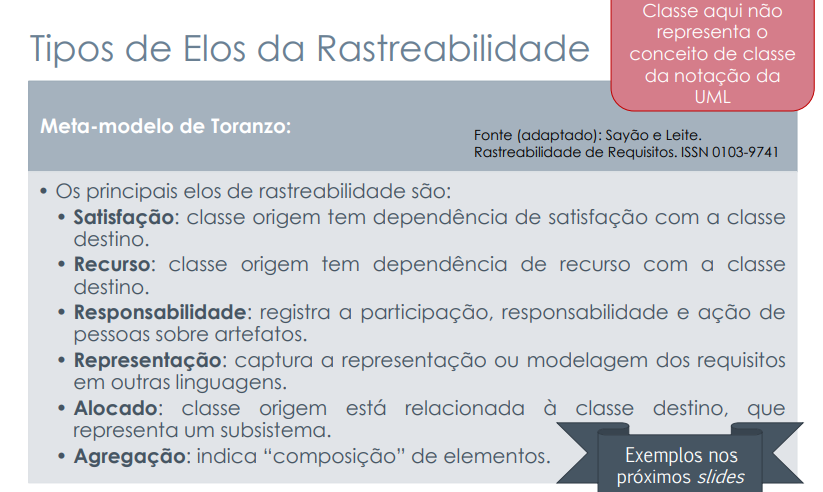 Classe aqui não
representa o
conceito de classe
da notação da
UML
Tipos de Elos da Rastreabilidade
Meta-modelo de Toranzo:
Fonte (adaptado): Sayão e Leite.
Rastreabilidade de Requisitos. ISSN 0103-9741
• Os principais elos de rastreabilidade são:
• Satisfação: classe origem tem dependência de satisfação com a classe
destino.
• Recurso: classe origem tem dependência de recurso com a classe
destino.
• Responsabilidade: registra a participação, responsabilidade e ação de
pessoas sobre artefatos.
• Representação: captura a representação ou modelagem dos requisitos
em outras linguagens.
• Alocado: classe origem está relacionada à classe destino, que
representa um subsistema.
• Agregação: indica “composição” de elementos.
Exemplos nos
próximos slides